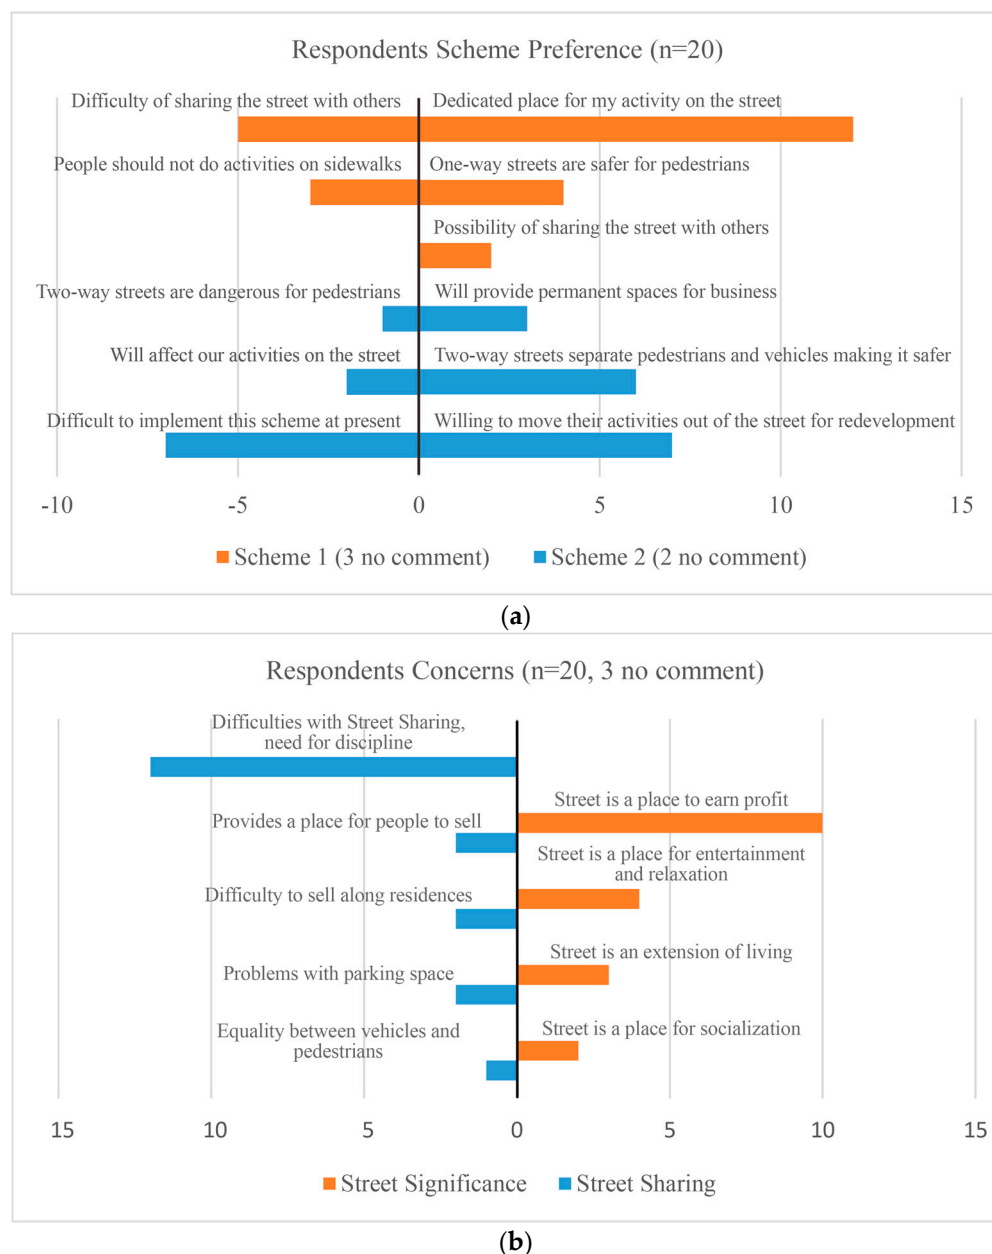 Respondents Scheme Preference (n=20)
Difficulty of sharing the street with others
Dedicated place for my activity on the street
People should not do activities on sidewalks
One-way streets are safer for pedestrians
Possibility of sharing the street with others
Two-way streets are dangerous for pedestrians
Will provide permanent spaces for business
Will affect our activities on the street
Two-way streets separate pedestrians and vehicles making it safer
Difficult to implement this scheme at present
Willing to move their activities out of the street for redevelopment
-10 -5 0 5 10 15
Scheme 1 (3 no comment) Scheme 2 (2 no comment)
(a)
Respondents Concerns (n=20, 3 no comment)
Difficulties with Street Sharing,
need for discipline
Street is a place to earn profit
Provides a place for people to sell
Street is a place for entertainment
and relaxation
Difficulty to sell along residences
Street is an extension of living
Problems with parking space
Street is a place for socialization
Equality between vehicles and
pedestrians
15 10 5 0 5 10 15
Street Significance Street Sharing
(b)